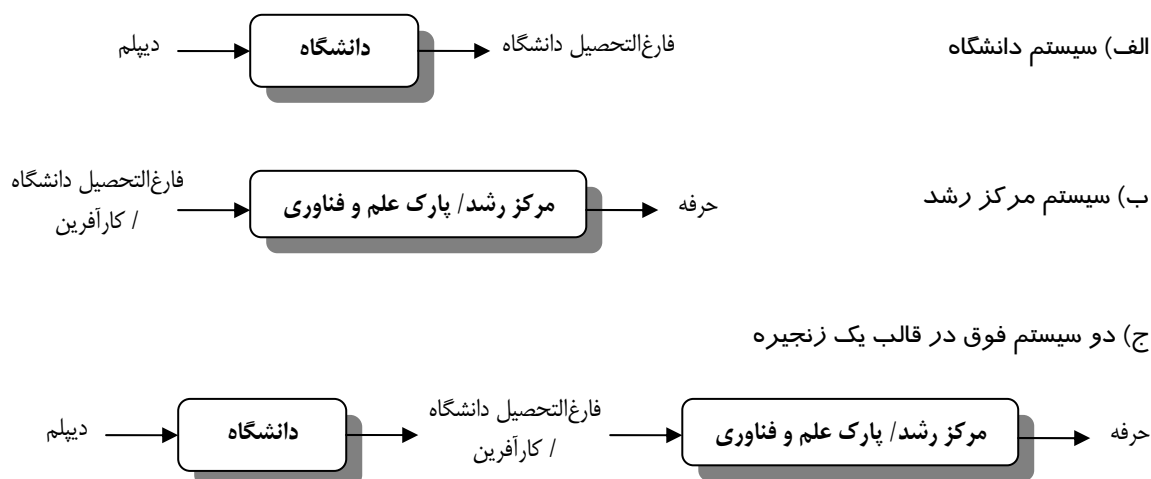 الف) سیستم دانشگاه
دیپلم
دانشگاه
فارغ‌التحصیل دانشگاه
ب) سیستم مرکز رشد
فارغ‌التحصیل دانشگاه
/ کارآفرین
مرکز رشد/ پارک علم و فناوری
حرفه
ج) دو سیستم فوق در قالب یک زنجیره
دیپلم
دانشگاه
فارغ‌التحصیل دانشگاه
/ کارآفرین
مرکز رشد/ پارک علم و فناوری
حرفه